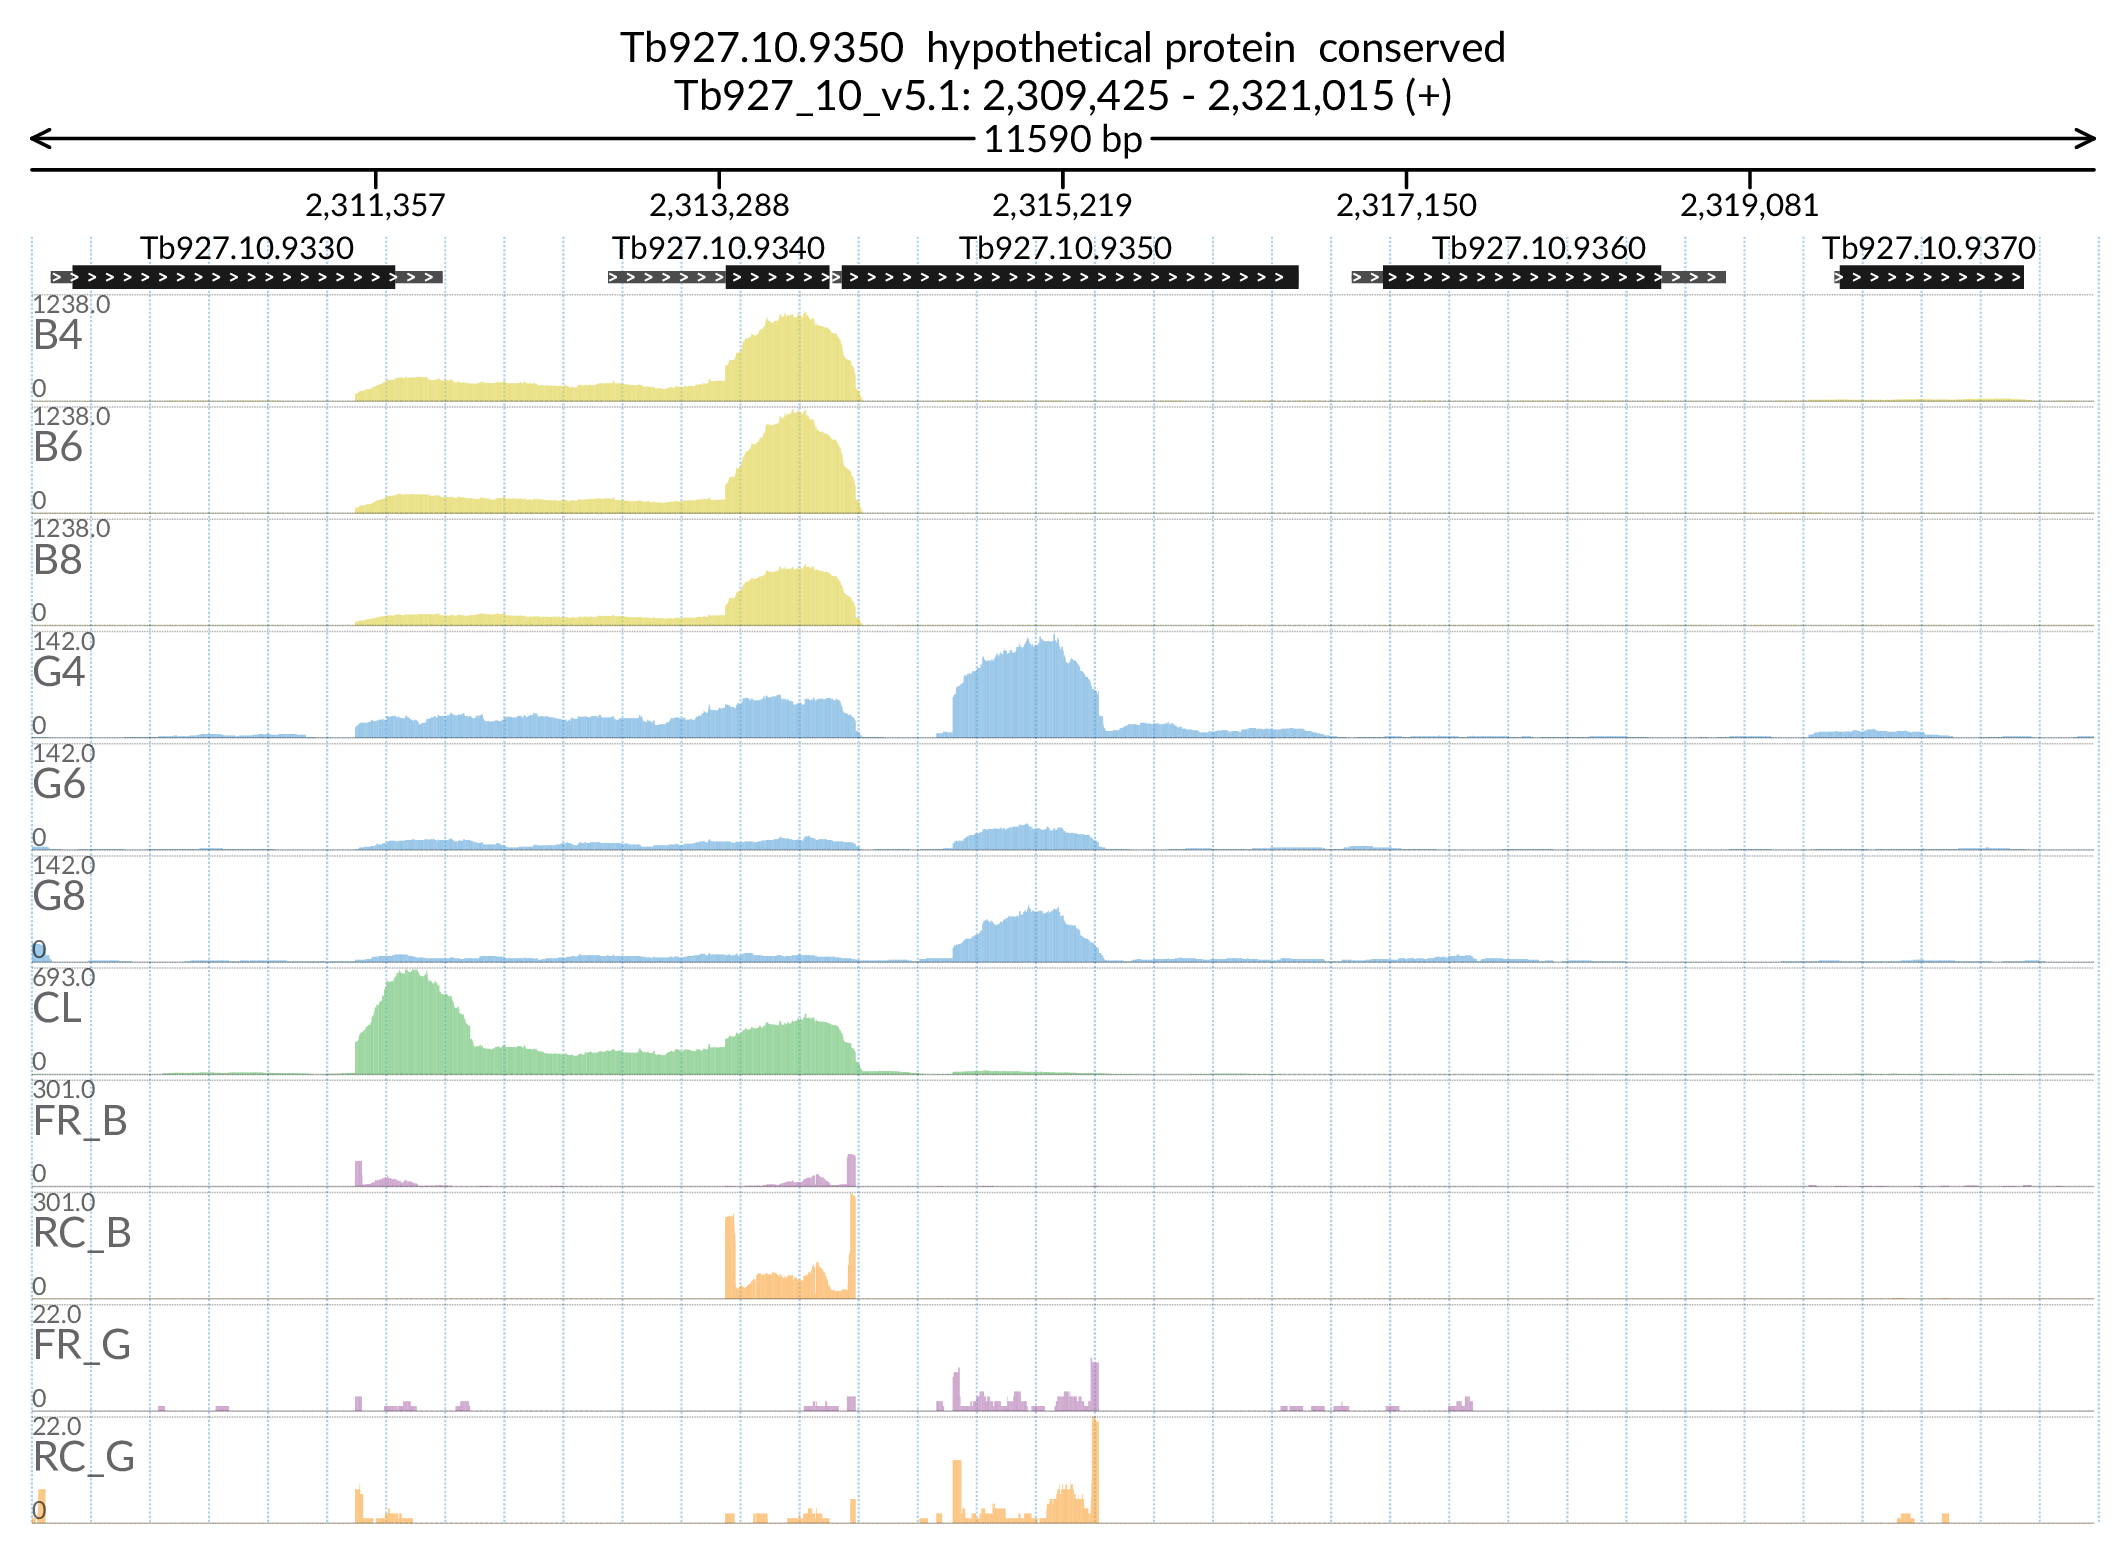 Tb927.10.9350 hypothetical protein conserved
Tb927_10_v5.1: 2,309,425 - 2,321,015 (+)
11590 bp
2,311,357 2,313,288 2,315,219 2,317,150 2,319,081
Tb927.10.9330 Tb927.10.9340 Tb927.10.9350 Tb927.10.9360 Tb927.10.9370
1238.0
B4
0
1238.0
B6
0
1238.0
B8
0
142.0
G4
0
142.0
G6
0
142.0
G8
0
693.0
CL
0
301.0
FR_B
0
301.0
RC_B
0
22.0
FR_G
0
22.0
RC_G
0